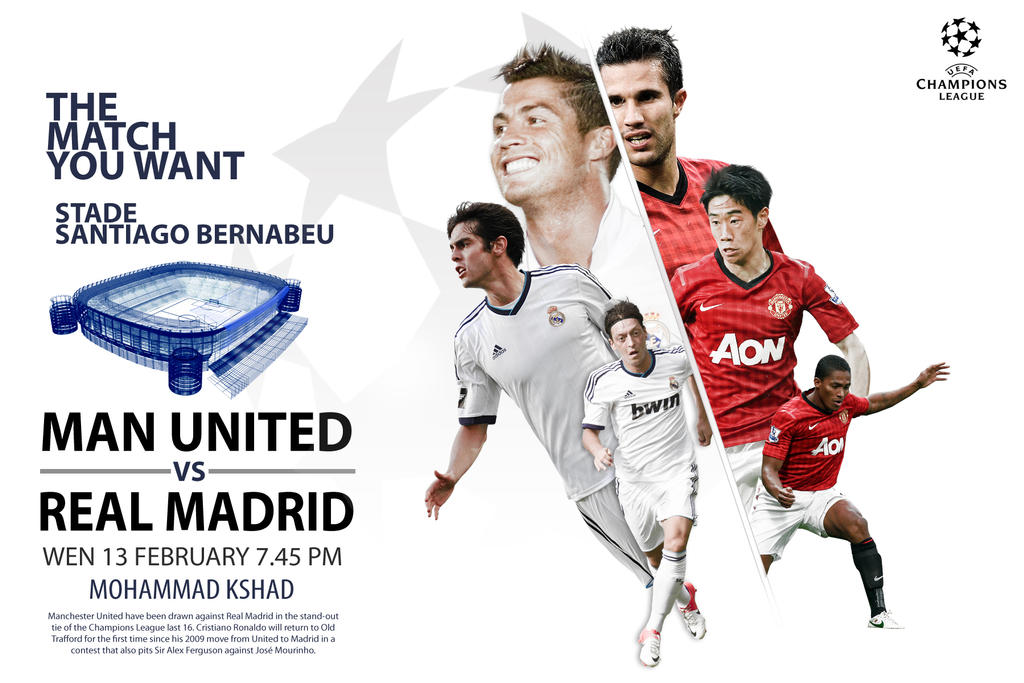 THE
MATCH
YOU WANT
STADE
SANTIAGO BERNABEU
MAN UNITED
VS
REAL MADRID
WEN 13 FEBRUARY 7.45 PM
MOHAMMAD KSHAD
Manchester United have been drawn against Real Madrid in the stand-out
tie of the Champions League last 16. Cristiano Ronaldo will return to Old
Trafford for the first time since his 2009 move from United to Madrid in a
contest that also pits Sir Alex Ferguson against José Mourinho.
UEFA
CHAMPIONS
LEAGUE
adidas
bwin
AON
AON